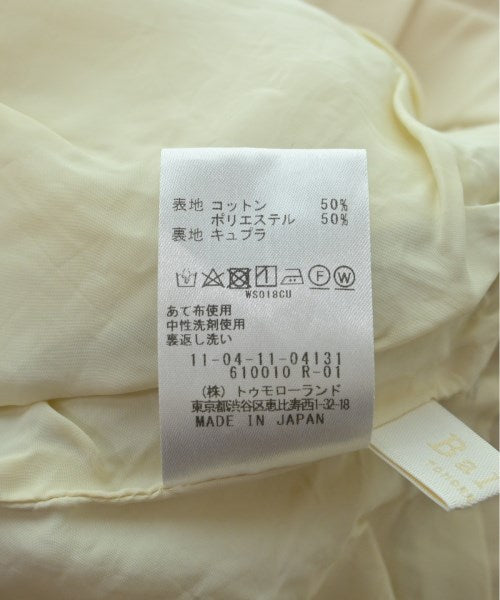 表地 コットン 50%
ポリエステル 50%
裏地 キュプラ
F W
WS018CU
あて布使用
中性洗剤使用
裏返し洗い
11-04-11-04131
610010 R-01
(株) トゥモローランド
東京都渋谷区恵比寿西1-32-18
MADE IN JAPAN
Bal
TOMORR